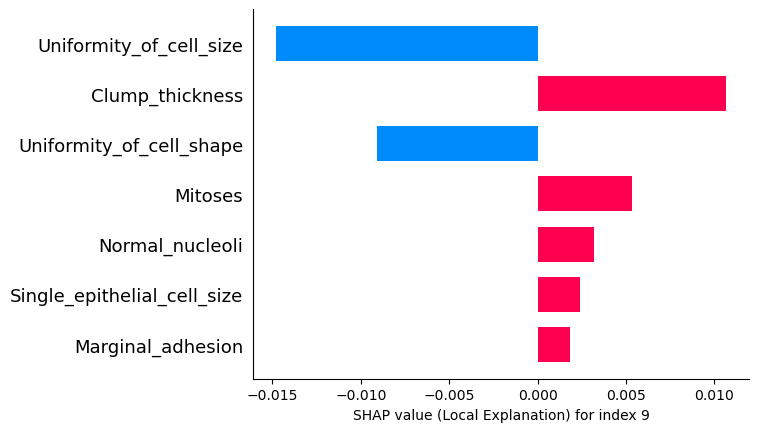 Uniformity_of_cell_size
Clump_thickness
Uniformity_of_cell_shape
Mitoses
Normal_nucleoli
Single_epithelial_cell_size
Marginal_adhesion
−0.015 −0.010 −0.005 0.000 0.005 0.010
SHAP value (Local Explanation) for index 9